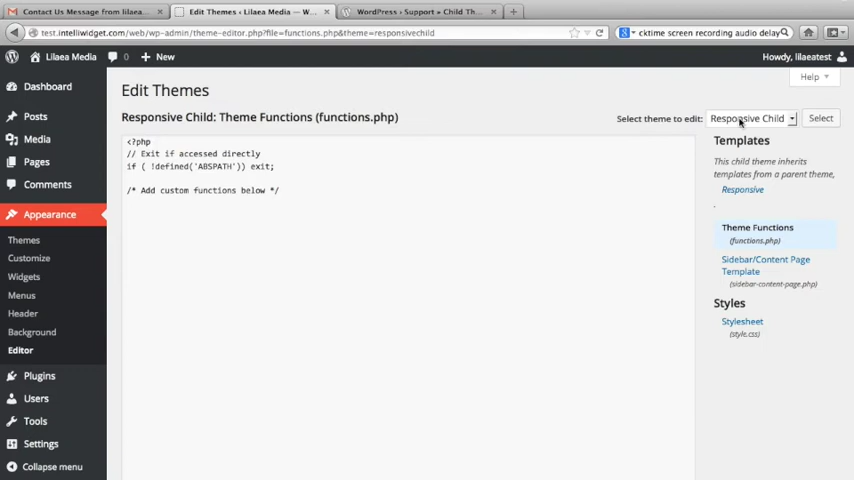 Contact Us Message from lilaea...
Edit Themes ‹ Lilaea Media — W...
WordPress › Support » Child Th...
test.intelliwidget.com/web/wp-admin/theme-editor.php?file=functions.php&theme=responsivechild
cktime screen recording audio delay
Lilaea Media
0
+ New
Howdy, lilaeatest
Help
Dashboard
Posts
Media
Pages
Comments
Appearance
Themes
Customize
Widgets
Menus
Header
Background
Editor
Plugins
Users
Tools
Settings
Collapse menu
Edit Themes
Responsive Child: Theme Functions (functions.php)
Select theme to edit:
Responsive Child
Select
<?php
// Exit if accessed directly
if ( !defined('ABSPATH')) exit;
/* Add custom functions below */
Templates
This child theme inherits
templates from a parent theme,
Responsive
.
Theme Functions
(functions.php)
Sidebar/Content Page
Template
(sidebar-content-page.php)
Styles
Stylesheet
(style.css)